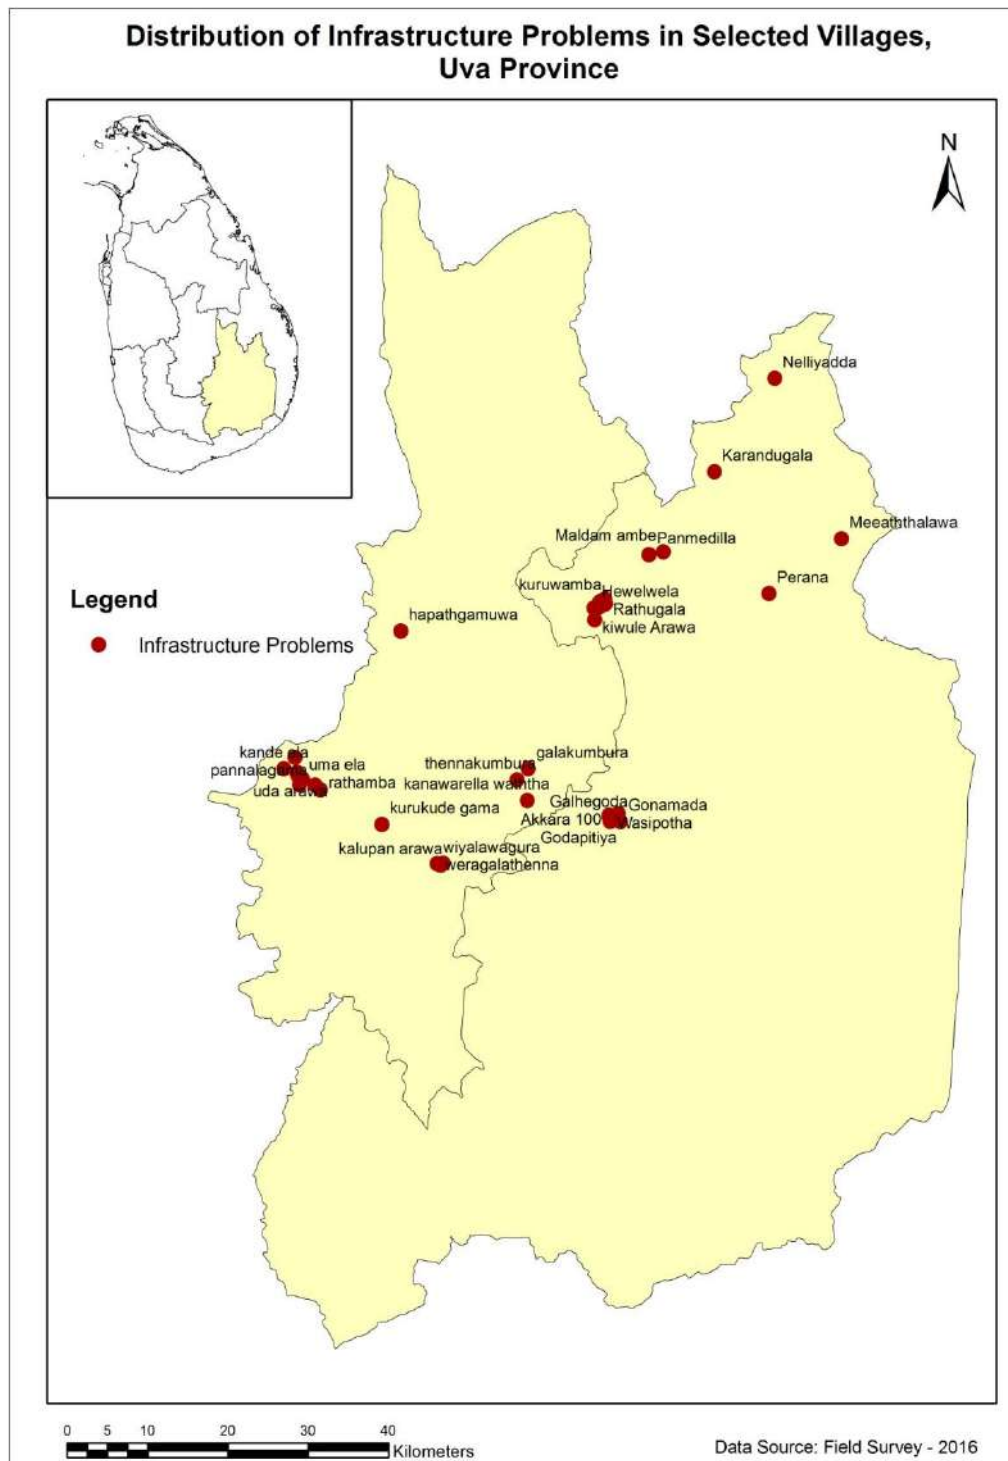 Distribution of Infrastructure Problems in Selected Villages,
Uva Province
N
Nelliyadda
Karandugala
Meeaththalawa
Maldam ambe
Panmedilla
Perana
kuruwamba
Hewelwela
Rathugala
kiwule Arawa
Legend
Infrastructure Problems
hapathgamuwa
kande ela
pannalagama
uma ela
uda arawa
rathamba
thennakumbura
galakumbura
kanawarella waththa
kurukude gama
Galhegoda
Gonamada
Akkara 100
Wasipotha
Godapitiya
kalupan arawa
wiyalawagura
weragalathenna
0 5 10 20 30 40
Kilometers
Data Source: Field Survey - 2016